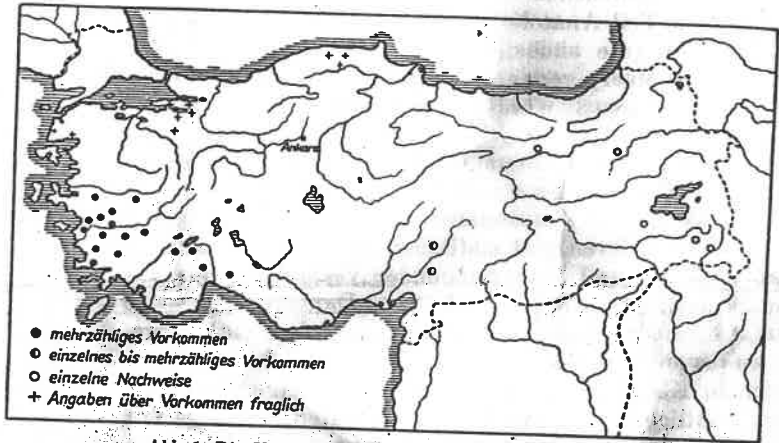 Ankara
● mehrzähliges Vorkommen
◐ einzelnes bis mehrzähliges Vorkommen
○ einzelne Nachweise
+ Angaben über Vorkommen fraglich